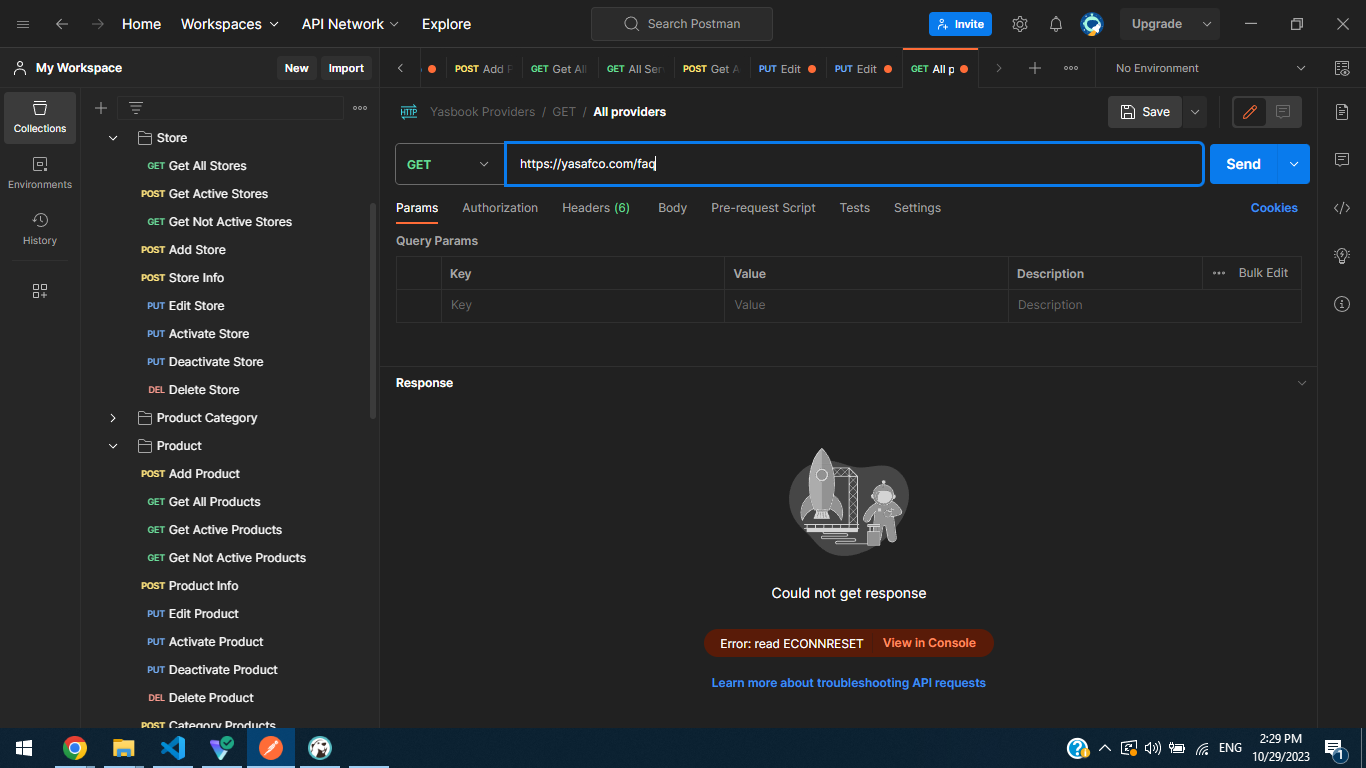 Home Workspaces API Network Explore Search Postman Invite Upgrade
My Workspace New Import
POST Add GET Get All GET All Ser POST Get A PUT Edit PUT Edit GET All p No Environment
Collections
Environments
History
Store
GET Get All Stores
POST Get Active Stores
GET Get Not Active Stores
POST Add Store
POST Store Info
PUT Edit Store
PUT Activate Store
PUT Deactivate Store
DEL Delete Store
Product Category
Product
POST Add Product
GET Get All Products
GET Get Active Products
GET Get Not Active Products
POST Product Info
PUT Edit Product
PUT Activate Product
PUT Deactivate Product
DEL Delete Product
POST Category Products
HTTP Yasbook Providers / GET / All providers Save
GET https://yasafco.com/faq Send
Params Authorization Headers (6) Body Pre-request Script Tests Settings Cookies
Query Params
Key Value Description Bulk Edit
Key Value Description
Response
Could not get response
Error: read ECONNRESET View in Console
Learn more about troubleshooting API requests
ENG 2:29 PM
10/29/2023 1